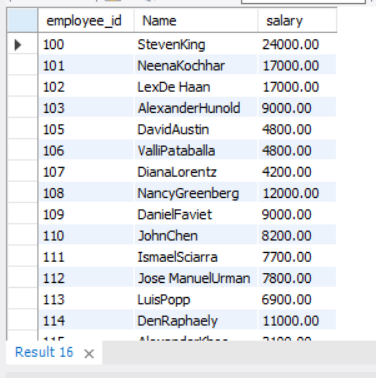 employee_id Name salary
100 StevenKing 24000.00
101 NeenaKochhar 17000.00
102 LexDe Haan 17000.00
103 AlexanderHunold 9000.00
105 DavidAustin 4800.00
106 ValliPataballa 4800.00
107 DianaLorentz 4200.00
108 NancyGreenberg 12000.00
109 DanielFaviet 9000.00
110 JohnChen 8200.00
111 IsmaelSciarra 7700.00
112 Jose ManuelUrman 7800.00
113 LuisPopp 6900.00
114 DenRaphaely 11000.00
115 AlexanderKhoo 3100.00
Result 16